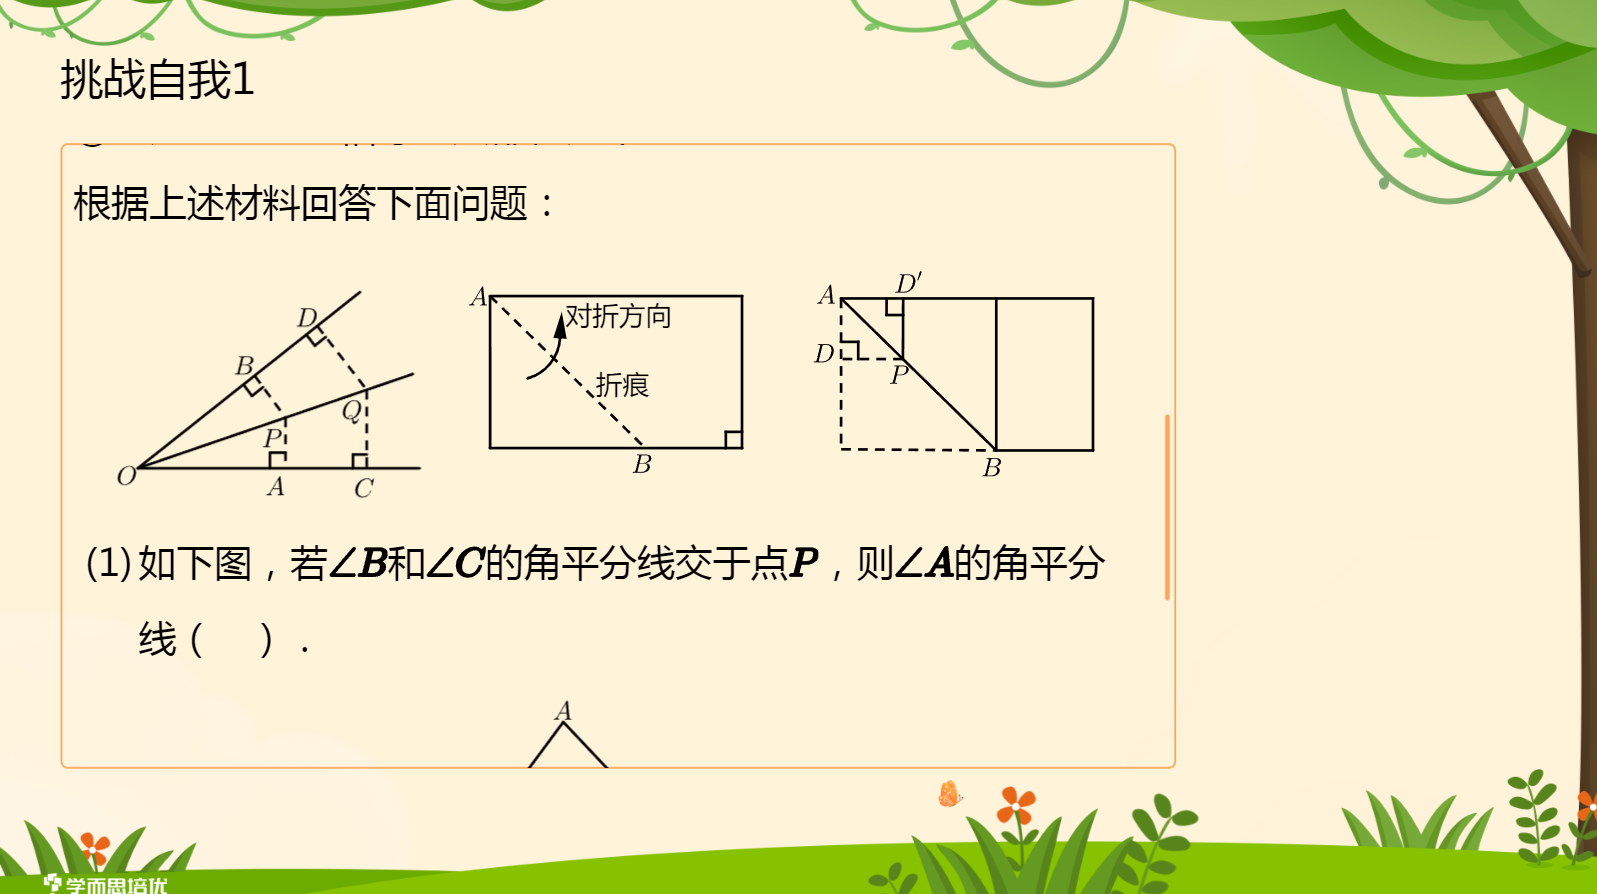 挑战自我1
根据上述材料回答下面问题：
D
B
Q
P
O
A
C
A
对折方向
折痕
B
A
D′
D
P
B
(1) 如下图，若∠B和∠C的角平分线交于点P，则∠A的角平分
线（　）．
A
学而思培优